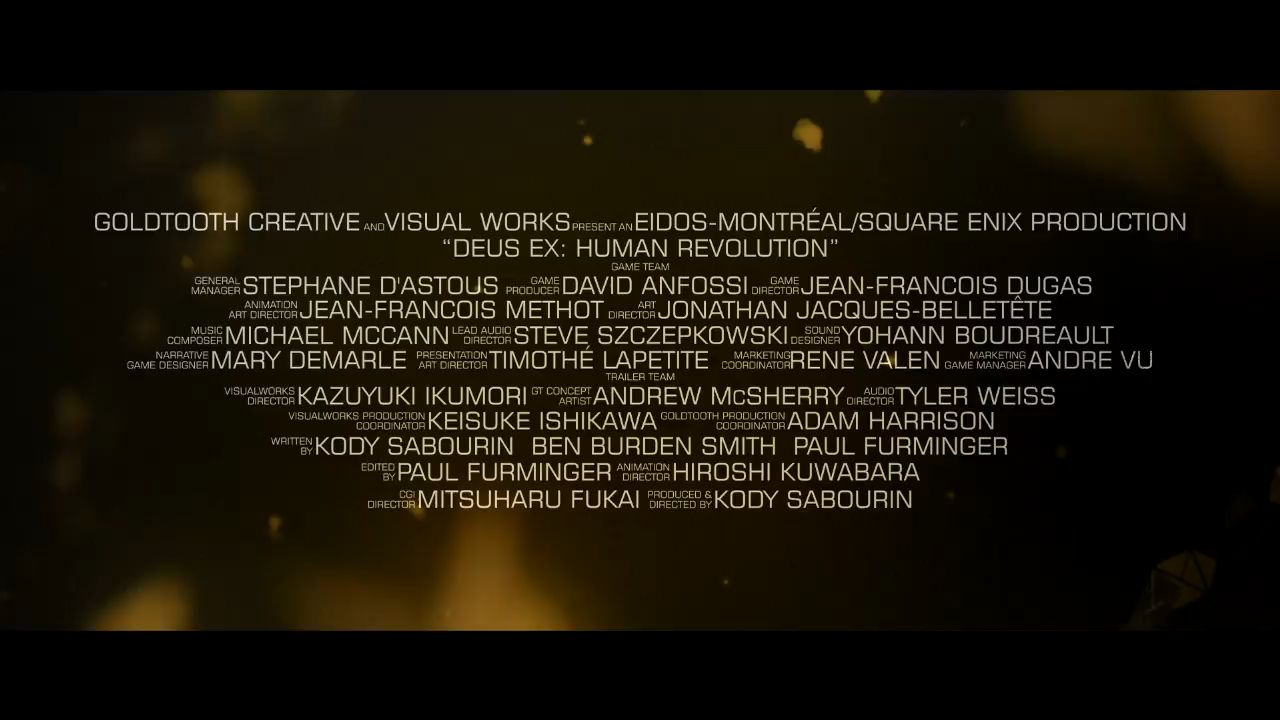 GOLDTOOTH CREATIVE AND VISUAL WORKS PRESENT AN EIDOS-MONTRÉAL/SQUARE ENIX PRODUCTION
“DEUS EX: HUMAN REVOLUTION”
GAME TEAM
GENERAL MANAGER STEPHANE D'ASTOUS GAME PRODUCER DAVID ANFOSSI GAME DIRECTOR JEAN-FRANCOIS DUGAS
ANIMATION ART DIRECTOR JEAN-FRANCOIS METHOT ART DIRECTOR JONATHAN JACQUES-BELLETÊTE
MUSIC COMPOSER MICHAEL MCCANN LEAD AUDIO DIRECTOR STEVE SZCZEPKOWSKI SOUND DESIGNER YOHANN BOUDREAULT
NARRATIVE GAME DESIGNER MARY DEMARLE PRESENTATION ART DIRECTOR TIMOTHÉ LAPETITE MARKETING COORDINATOR RENE VALEN MARKETING GAME MANAGER ANDRE VU
TRAILER TEAM
VISUALWORKS DIRECTOR KAZUYUKI IKUMORI GT CONCEPT ARTIST ANDREW McSHERRY AUDIO DIRECTOR TYLER WEISS
VISUALWORKS PRODUCTION COORDINATOR KEISUKE ISHIKAWA GOLDTOOTH PRODUCTION COORDINATOR ADAM HARRISON
WRITTEN BY KODY SABOURIN BEN BURDEN SMITH PAUL FURMINGER
EDITED BY PAUL FURMINGER ANIMATION DIRECTOR HIROSHI KUWABARA
CGI DIRECTOR MITSUHARU FUKAI PRODUCED & DIRECTED BY KODY SABOURIN